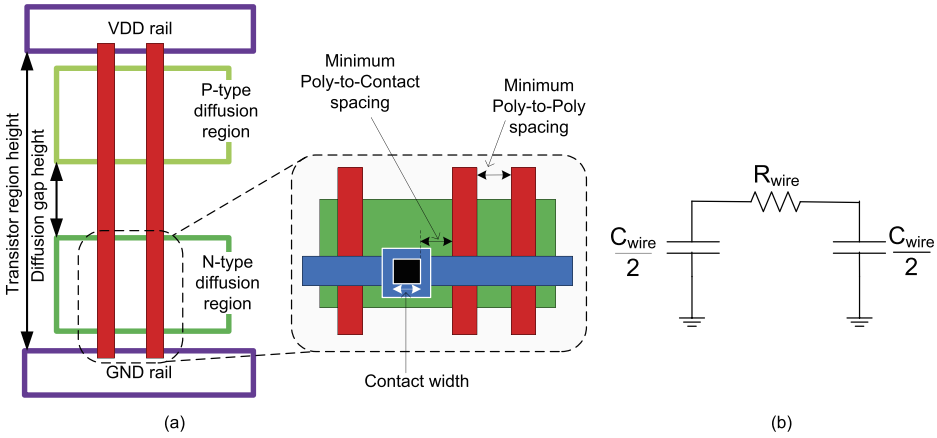 VDD rail
P-type
diffusion
region
Transistor region height
Diffusion gap height
N-type
diffusion
region
GND rail
(a)
Minimum
Poly-to-Contact
spacing
Minimum
Poly-to-Poly
spacing
Contact width
Rwire
Cwire
2
Cwire
2
(b)